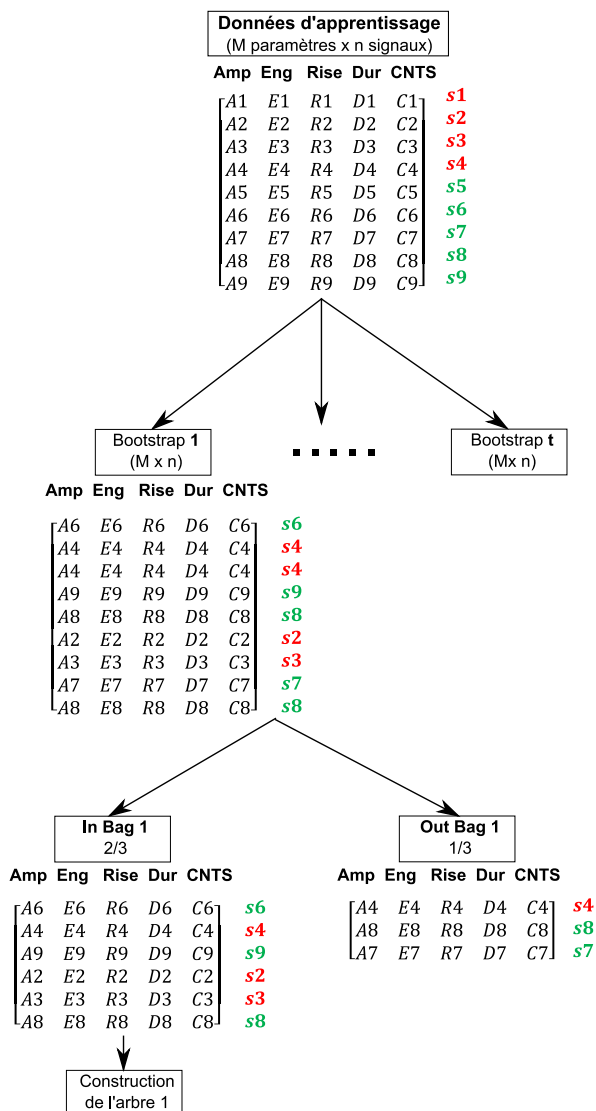 Données d'apprentissage
(M paramètres x n signaux)
Amp Eng Rise Dur CNTS
A1 E1 R1 D1 C1 s1
A2 E2 R2 D2 C2 s2
A3 E3 R3 D3 C3 s3
A4 E4 R4 D4 C4 s4
A5 E5 R5 D5 C5 s5
A6 E6 R6 D6 C6 s6
A7 E7 R7 D7 C7 s7
A8 E8 R8 D8 C8 s8
A9 E9 R9 D9 C9 s9
Bootstrap 1
(M x n)
.....
Bootstrap t
(Mx n)
Amp Eng Rise Dur CNTS
A6 E6 R6 D6 C6 s6
A4 E4 R4 D4 C4 s4
A4 E4 R4 D4 C4 s4
A9 E9 R9 D9 C9 s9
A8 E8 R8 D8 C8 s8
A2 E2 R2 D2 C2 s2
A3 E3 R3 D3 C3 s3
A7 E7 R7 D7 C7 s7
A8 E8 R8 D8 C8 s8
In Bag 1
2/3
Amp Eng Rise Dur CNTS
A6 E6 R6 D6 C6 s6
A4 E4 R4 D4 C4 s4
A9 E9 R9 D9 C9 s9
A2 E2 R2 D2 C2 s2
A3 E3 R3 D3 C3 s3
A8 E8 R8 D8 C8 s8
Construction
de l'arbre 1
Out Bag 1
1/3
Amp Eng Rise Dur CNTS
A4 E4 R4 D4 C4 s4
A8 E8 R8 D8 C8 s8
A7 E7 R7 D7 C7 s7